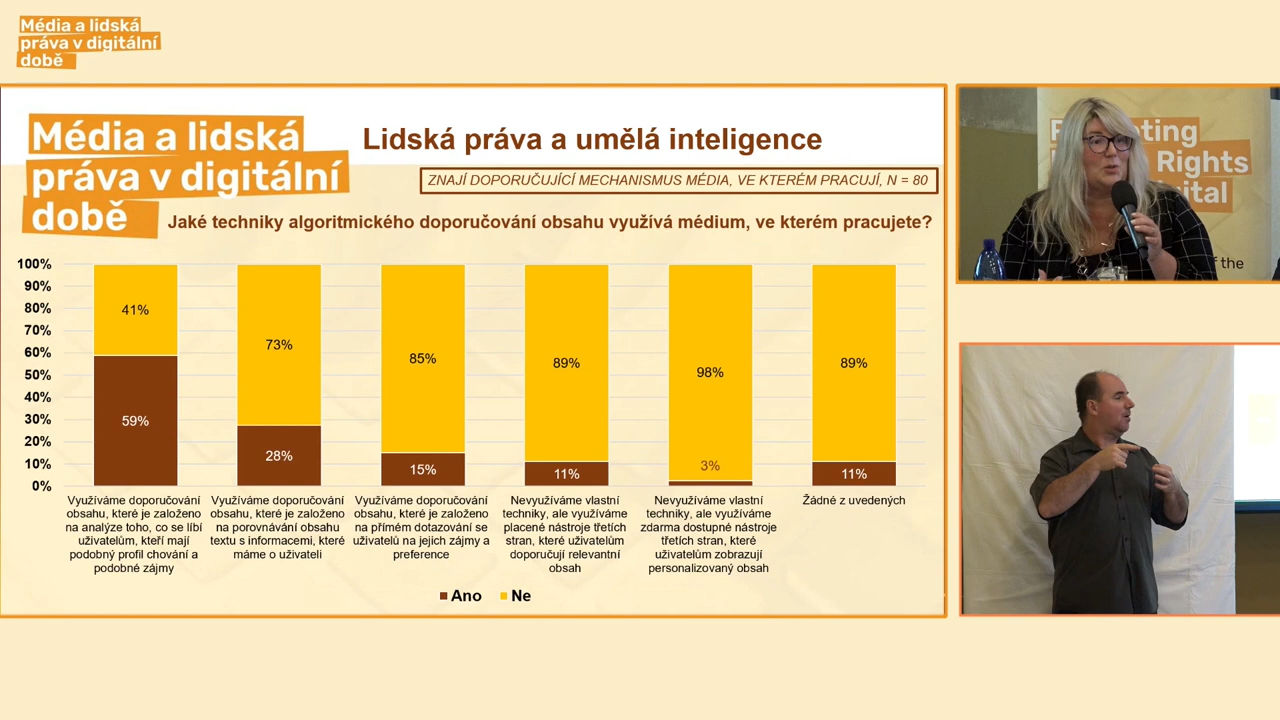 Média a lidská
práva v digitální
době
Média a lidská
práva v digitální
době
Lidská práva a umělá inteligence
ZNAJÍ DOPORUČUJÍCÍ MECHANISMUS MÉDIA, VE KTERÉM PRACUJÍ, N = 80
Jaké techniky algoritmického doporučování obsahu využívá médium, ve kterém pracujete?
100%
90%
80%
70%
60%
50%
40%
30%
20%
10%
0%
41%
59%
73%
28%
85%
15%
89%
11%
98%
3%
89%
11%
Využíváme doporučování
obsahu, které je založeno
na analýze toho, co se líbí
uživatelům, kteří mají
podobný profil chování a
podobné zájmy
Využíváme doporučování
obsahu, které je založeno
na porovnávání obsahu
textu s informacemi, které
máme o uživateli
Využíváme doporučování
obsahu, které je založeno
na přímém dotazování se
uživatelů na jejich zájmy a
preference
Nevyužíváme vlastní
techniky, ale využíváme
placené nástroje třetích
stran, které uživatelům
doporučují relevantní
obsah
Nevyužíváme vlastní
techniky, ale využíváme
zdarma dostupné nástroje
třetích stran, které
uživatelům zobrazují
personalizovaný obsah
Žádné z uvedených
Ano
Ne
Rights
the